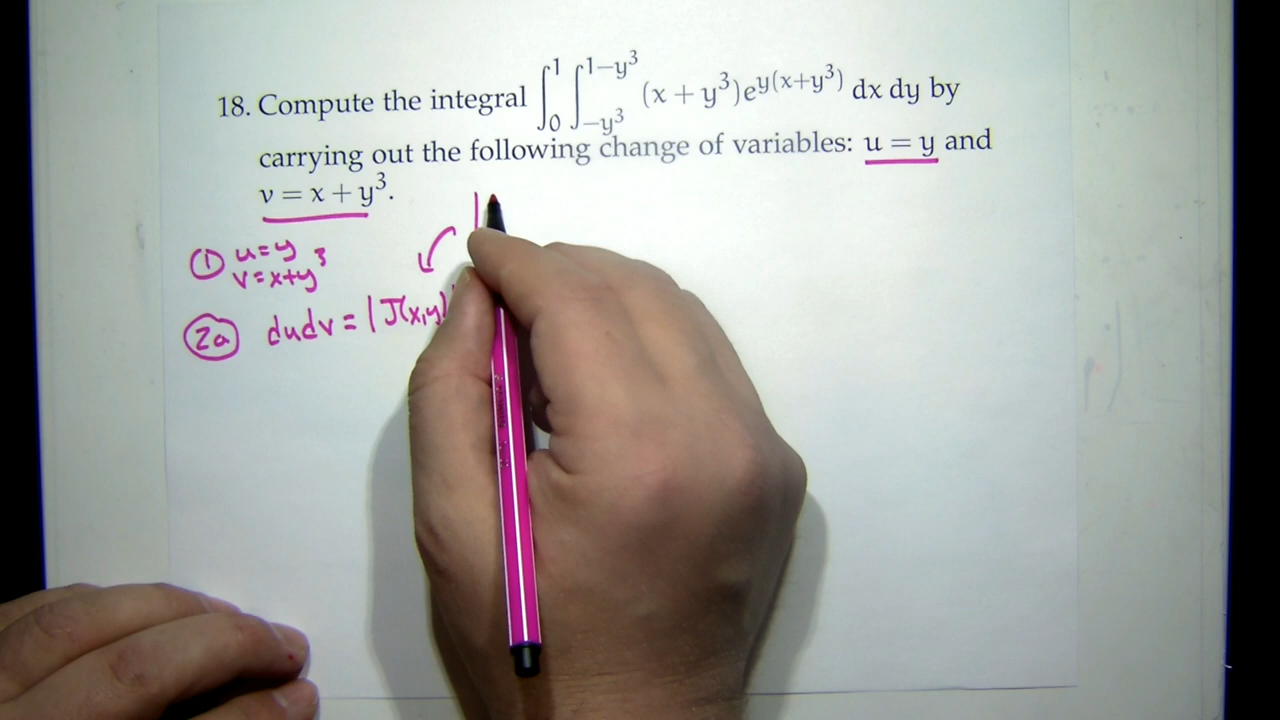 18. Compute the integral ∫₀¹ ∫_{−y³}^{1−y³} (x + y³)e^{y(x+y³)} dx dy by
carrying out the following change of variables: u = y and
v = x + y³.
① u=y
v=x+y³
2a dudv = |J(x,y)